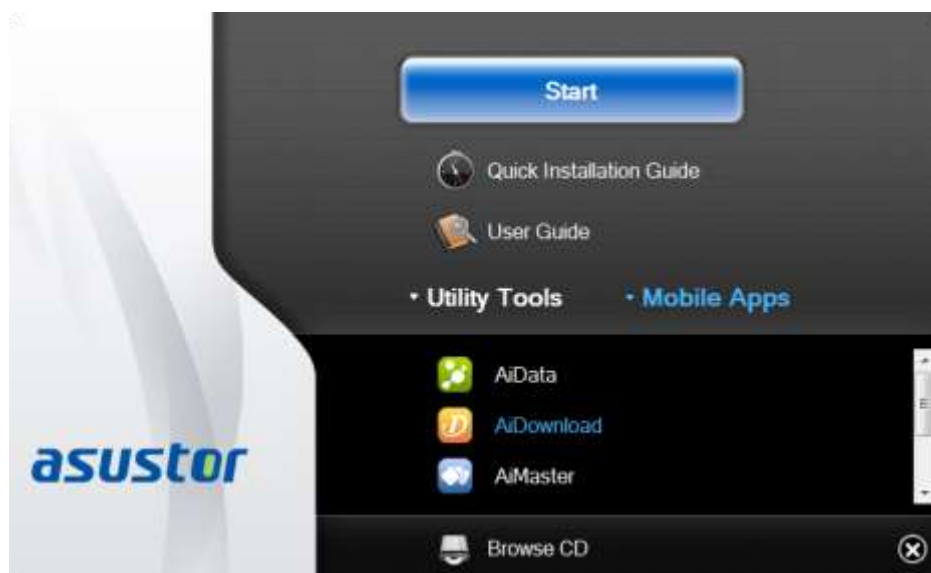 Start
Quick Installation Guide
User Guide
Utility Tools
Mobile Apps
AiData
AiDownload
AiMaster
asustor
Browse CD